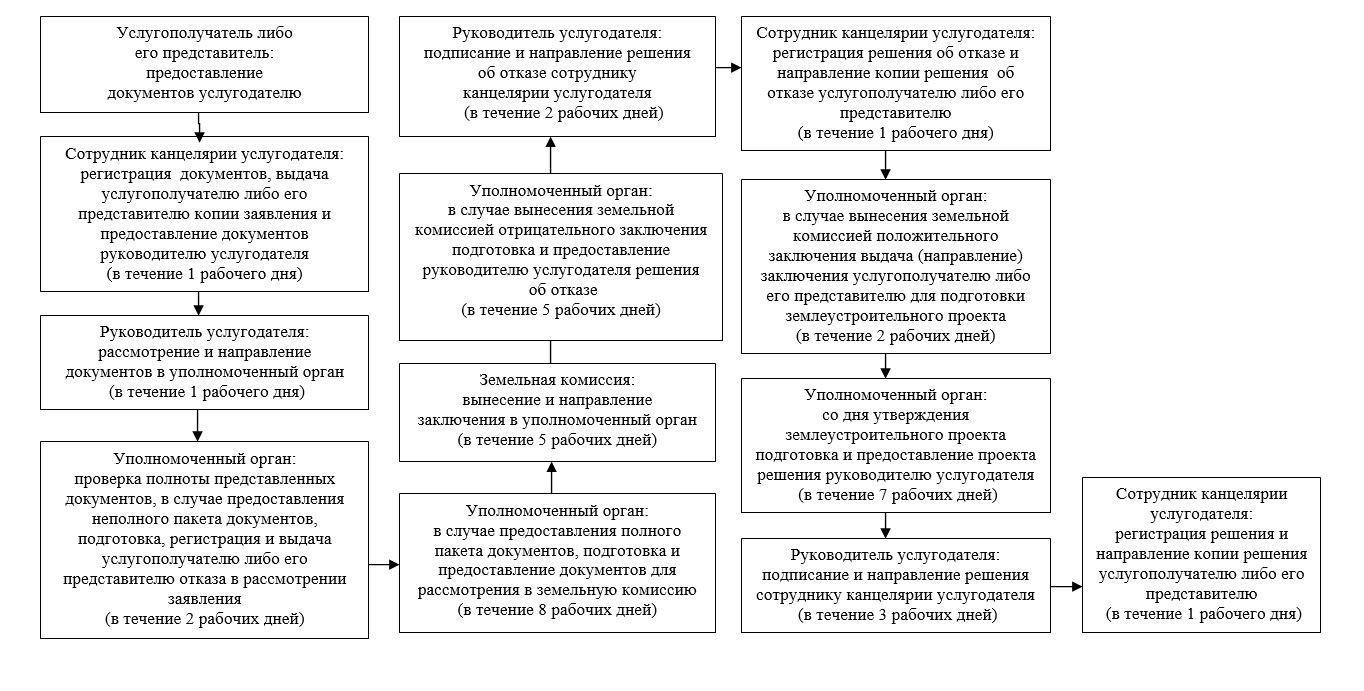 Услугополучатель либо
его представитель:
предоставление
документов услугодателю
Сотрудник канцелярии услугодателя:
регистрация документов, выдача
услугополучателю либо его
представителю копии заявления и
предоставление документов
руководителю услугодателя
(в течение 1 рабочего дня)
Руководитель услугодателя:
рассмотрение и направление
документов в уполномоченный орган
(в течение 1 рабочего дня)
Уполномоченный орган:
проверка полноты представленных
документов, в случае предоставления
неполного пакета документов,
подготовка, регистрация и выдача
услугополучателю либо его
представителю отказа в рассмотрении
заявления
(в течение 2 рабочих дней)
Уполномоченный орган:
в случае предоставления полного
пакета документов, подготовка и
предоставление документов для
рассмотрения в земельную комиссию
(в течение 8 рабочих дней)
Земельная комиссия:
вынесение и направление
заключения в уполномоченный орган
(в течение 5 рабочих дней)
Уполномоченный орган:
в случае вынесения земельной
комиссией отрицательного заключения
подготовка и предоставление
руководителю услугодателя решения
об отказе
(в течение 5 рабочих дней)
Руководитель услугодателя:
подписание и направление решения
об отказе сотруднику
канцелярии услугодателя
(в течение 2 рабочих дней)
Сотрудник канцелярии услугодателя:
регистрация решения об отказе и
направление копии решения об
отказе услугополучателю либо его
представителю
(в течение 1 рабочего дня)
Уполномоченный орган:
в случае вынесения земельной
комиссией положительного
заключения выдача (направление)
заключения услугополучателю либо
его представителю для подготовки
землеустроительного проекта
(в течение 2 рабочих дней)
Уполномоченный орган:
со дня утверждения
землеустроительного проекта
подготовка и предоставление проекта
решения руководителю услугодателя
(в течение 7 рабочих дней)
Руководитель услугодателя:
подписание и направление решения
сотруднику канцелярии услугодателя
(в течение 3 рабочих дней)
Сотрудник канцелярии
услугодателя:
регистрация решения и
направление копии решения
услугополучателю либо его
представителю
(в течение 1 рабочего дня)